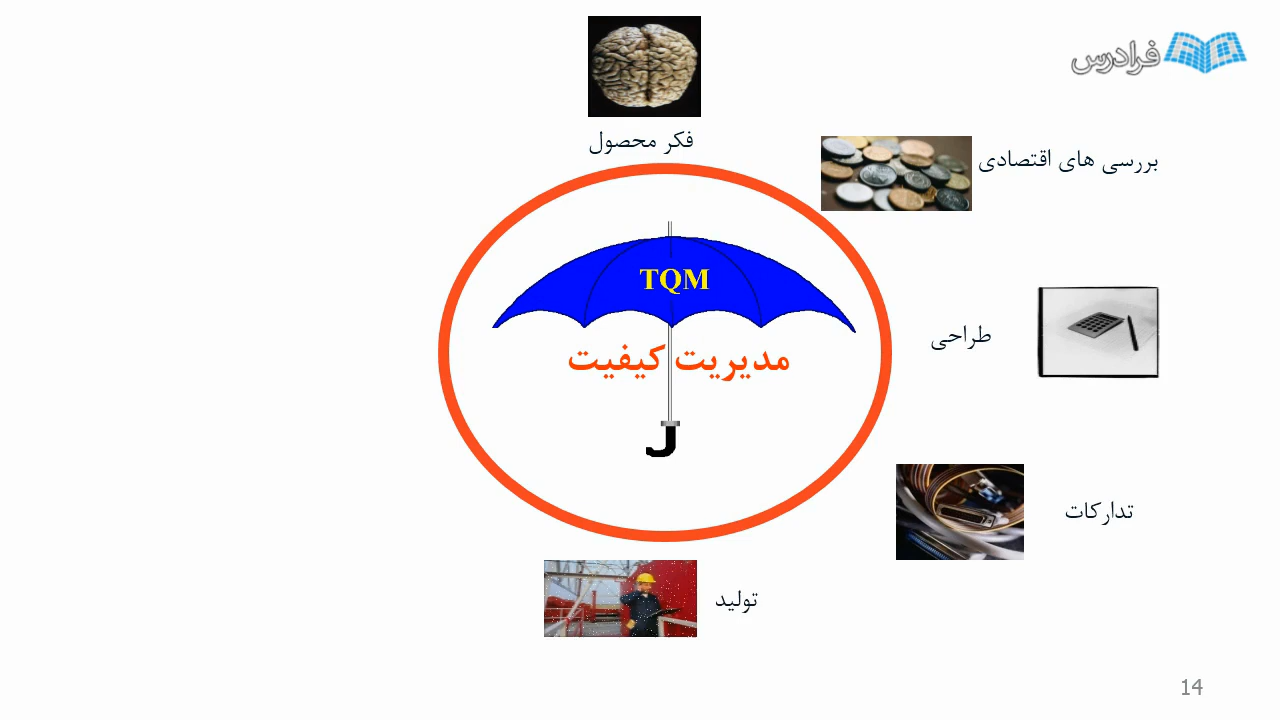 فرادرس
فکر محصول
بررسی های اقتصادی
TQM
مدیریت کیفیت
طراحی
تدارکات
تولید
14